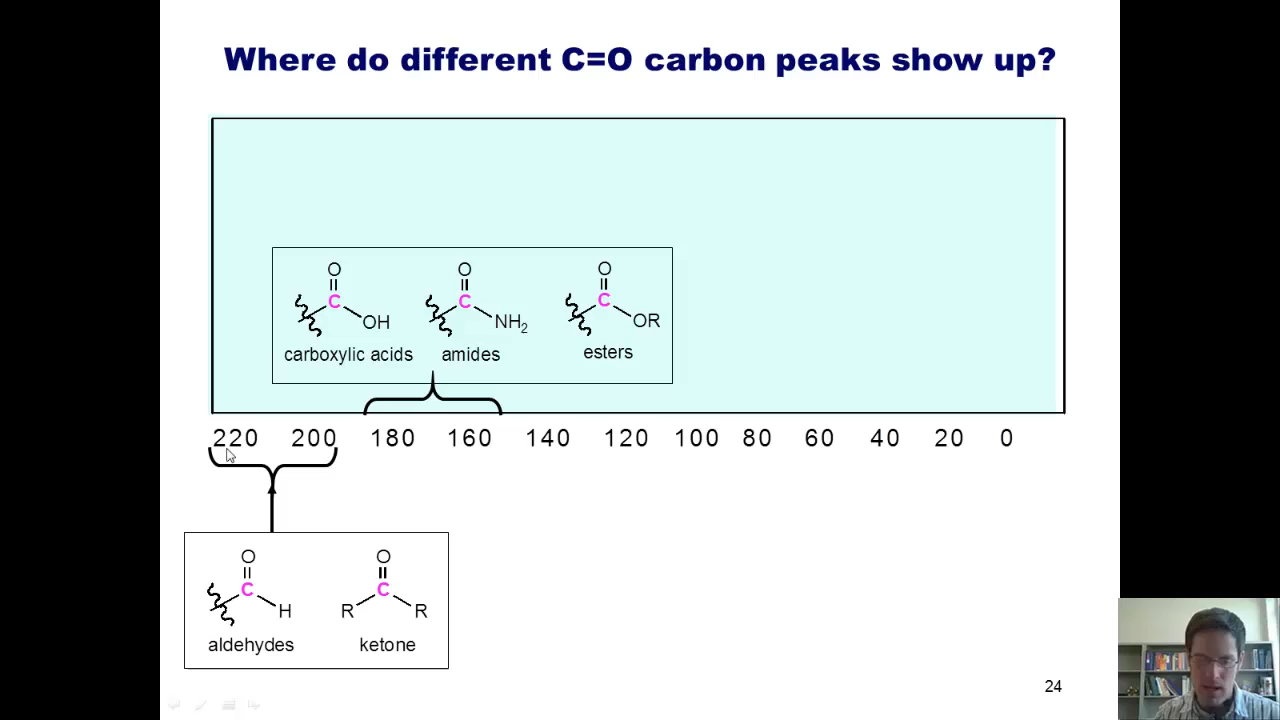 Where do different C=O carbon peaks show up?
O O O
C C C
OH NH2 OR
carboxylic acids amides esters
220 200 180 160 140 120 100 80 60 40 20 0
O O
C C
H R R
aldehydes ketone
24